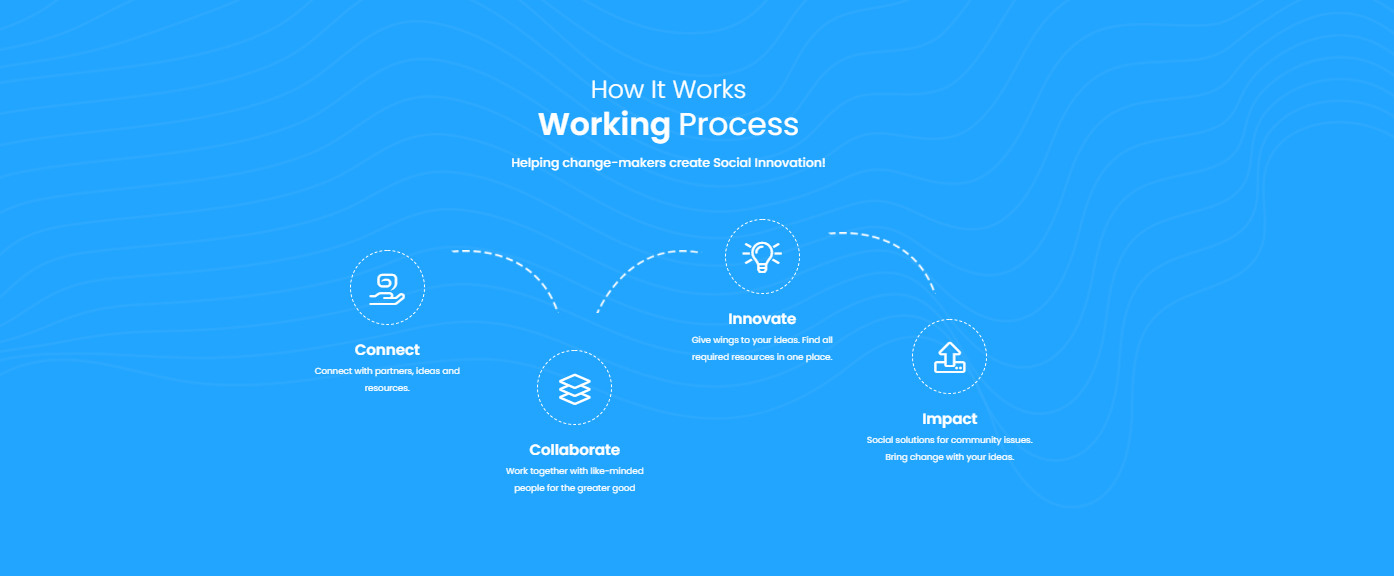 How It Works
Working Process
Helping change-makers create Social Innovation!
Connect
Connect with partners, ideas and
resources.
Collaborate
Work together with like-minded
people for the greater good
Innovate
Give wings to your ideas. Find all
required resources in one place.
Impact
Social solutions for community issues.
Bring change with your ideas.